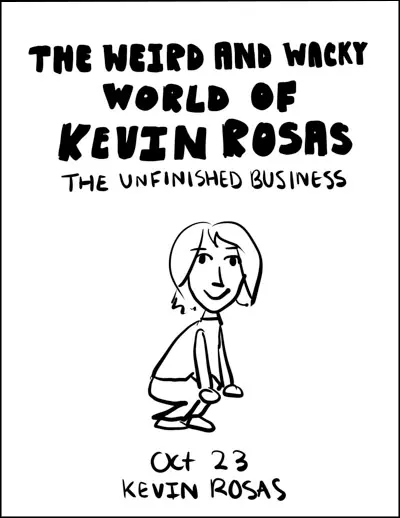 THE WEIRD AND WACKY
WORLD OF
KEVIN ROSAS
THE UNFINISHED BUSINESS
Oct 23
KEVIN ROSAS